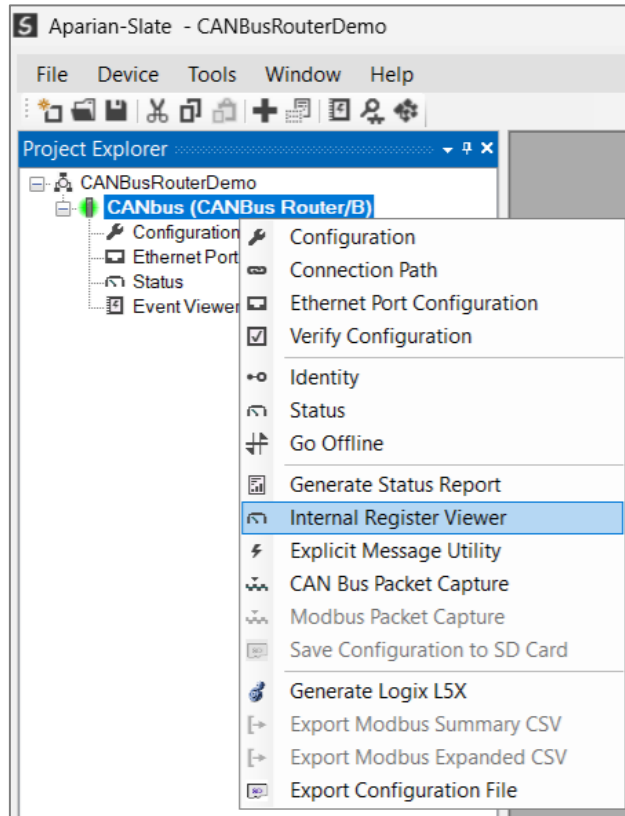 Aparian-Slate - CANBusRouterDemo
File Device Tools Window Help
Project Explorer
CANBusRouterDemo
CANbus (CANBus Router/B)
Configuration
Ethernet Port
Status
Event Viewer
Configuration
Connection Path
Ethernet Port Configuration
Verify Configuration
Identity
Status
Go Offline
Generate Status Report
Internal Register Viewer
Explicit Message Utility
CAN Bus Packet Capture
Modbus Packet Capture
Save Configuration to SD Card
Generate Logix L5X
Export Modbus Summary CSV
Export Modbus Expanded CSV
Export Configuration File